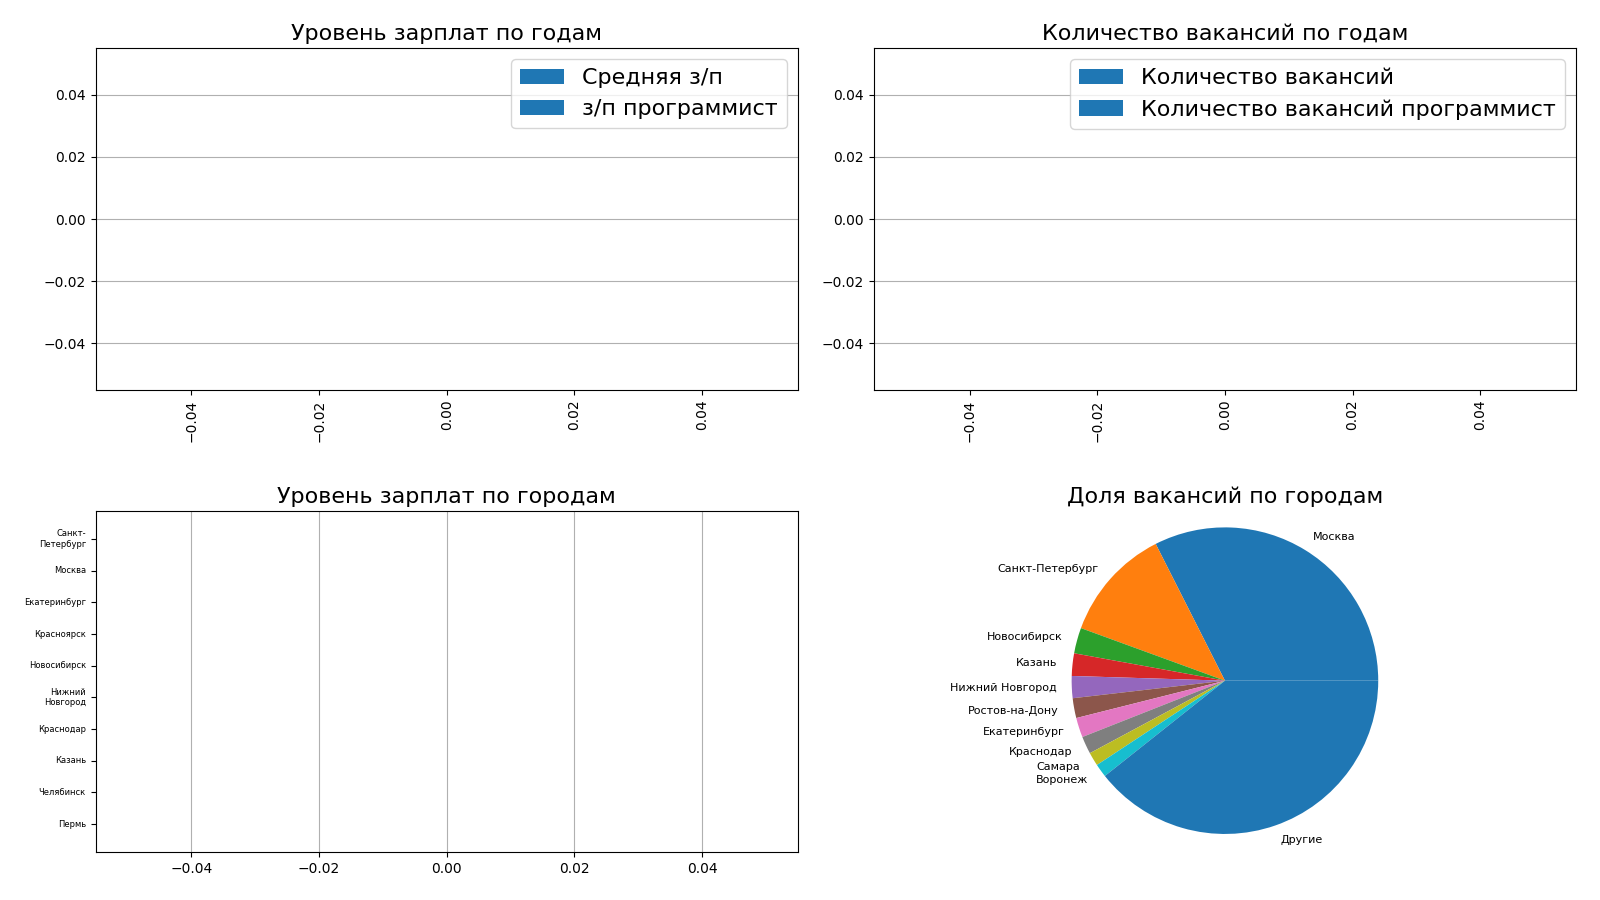 Уровень зарплат по годам
Средняя з/п
з/п программист
0.04
0.02
0.00
−0.02
−0.04
−0.04
−0.02
0.00
0.02
0.04
Количество вакансий по годам
Количество вакансий
Количество вакансий программист
0.04
0.02
0.00
−0.02
−0.04
−0.04
−0.02
0.00
0.02
0.04
Уровень зарплат по городам
Санкт-
Петербург
Москва
Екатеринбург
Красноярск
Новосибирск
Нижний
Новгород
Краснодар
Казань
Челябинск
Пермь
−0.04
−0.02
0.00
0.02
0.04
Доля вакансий по городам
Москва
Санкт-Петербург
Новосибирск
Казань
Нижний Новгород
Ростов-на-Дону
Екатеринбург
Краснодар
Самара
Воронеж
Другие